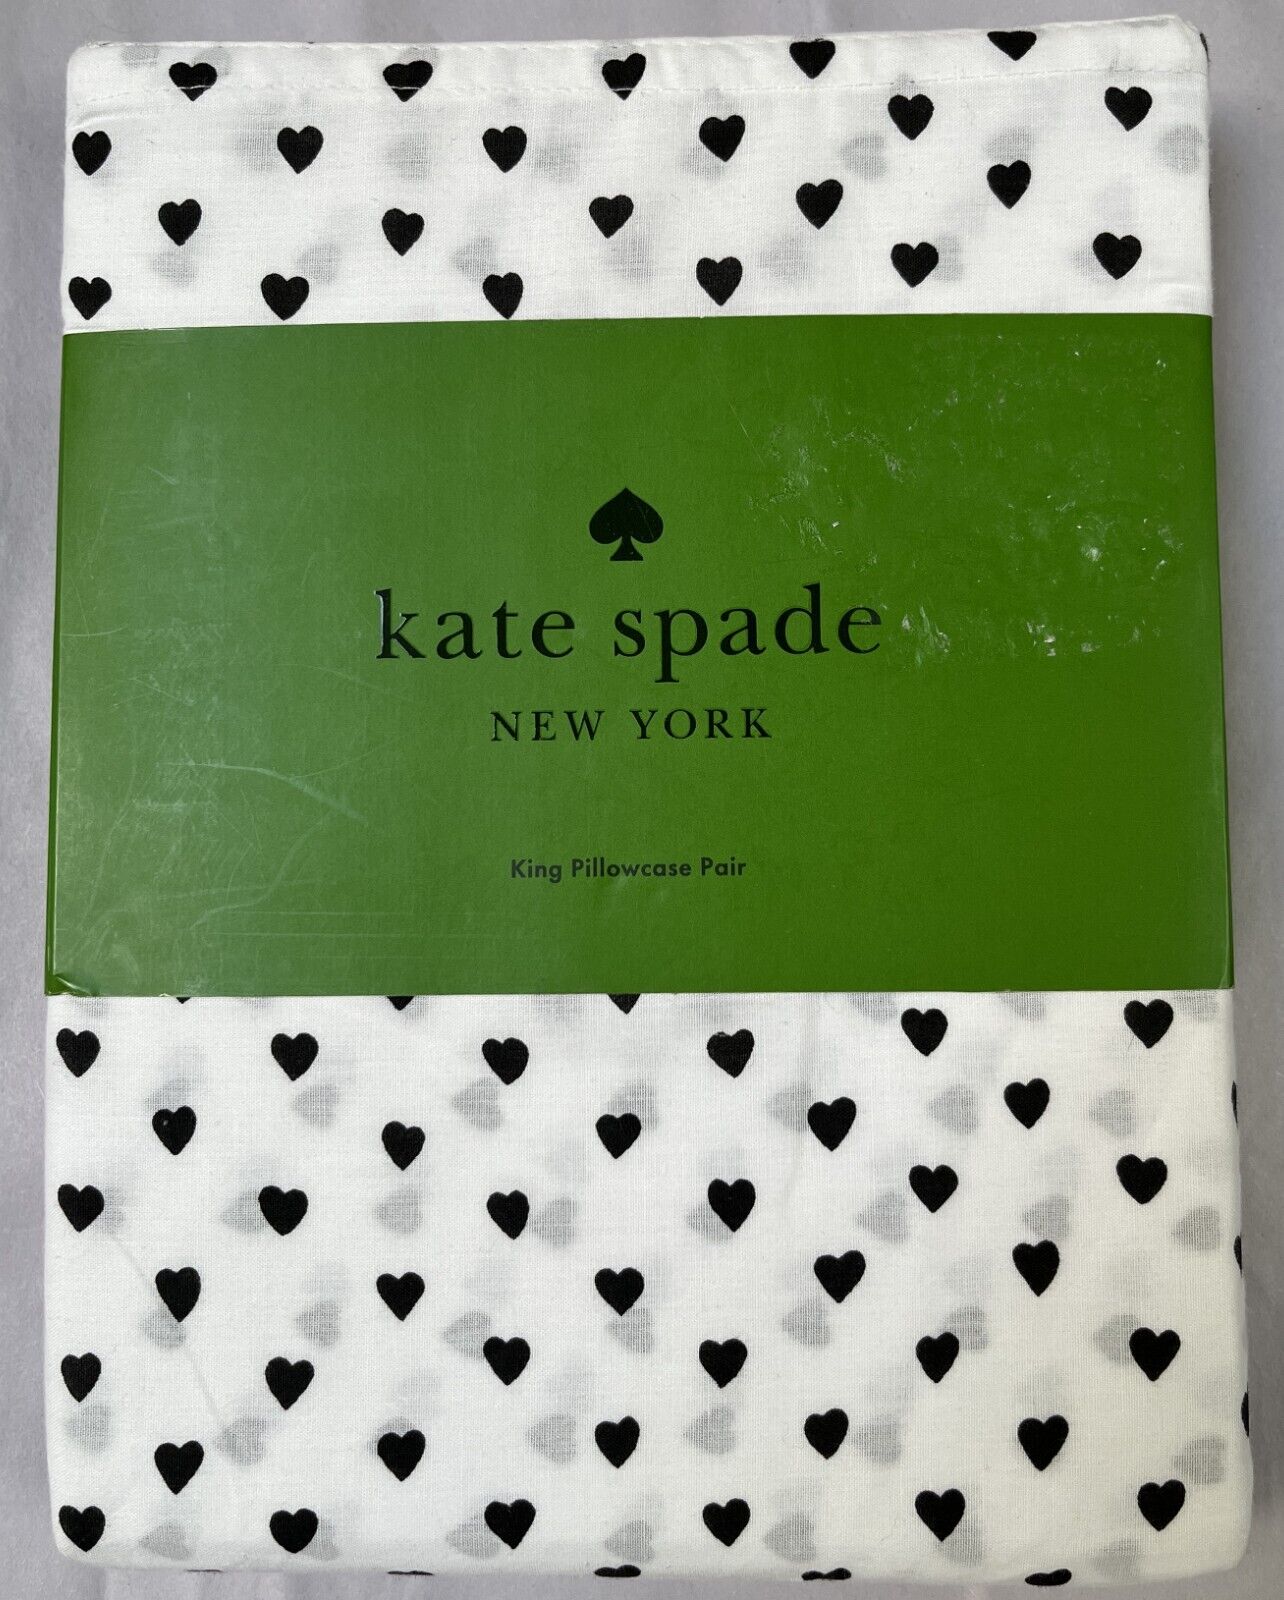 kate spade
NEW YORK
King Pillowcase Pair